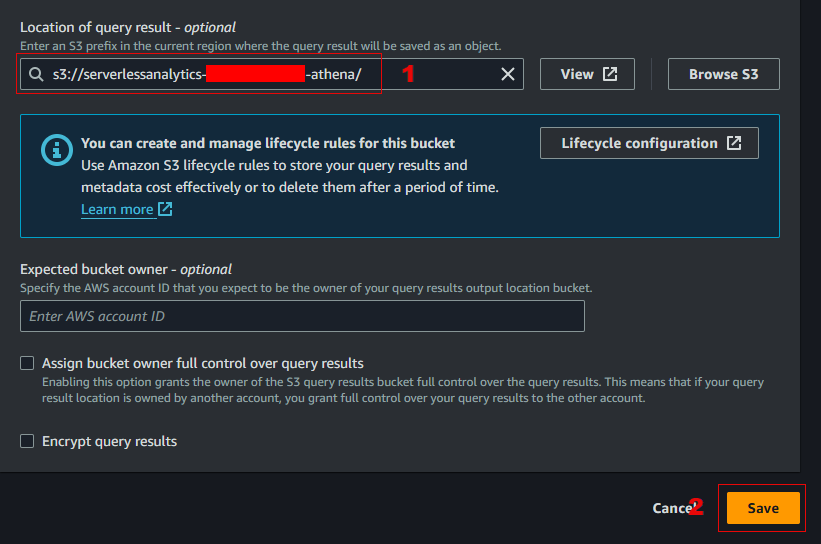 Location of query result - optional
Enter an S3 prefix in the current region where the query result will be saved as an object.
s3://serverlessanalytics- -athena/ 1 View Browse S3
You can create and manage lifecycle rules for this bucket Lifecycle configuration
Use Amazon S3 lifecycle rules to store your query results and
metadata cost effectively or to delete them after a period of time.
Learn more
Expected bucket owner - optional
Specify the AWS account ID that you expect to be the owner of your query results output location bucket.
Enter AWS account ID
Assign bucket owner full control over query results
Enabling this option grants the owner of the S3 query results bucket full control over the query results. This means that if your query
result location is owned by another account, you grant full control over your query results to the other account.
Encrypt query results
Cancel 2 Save